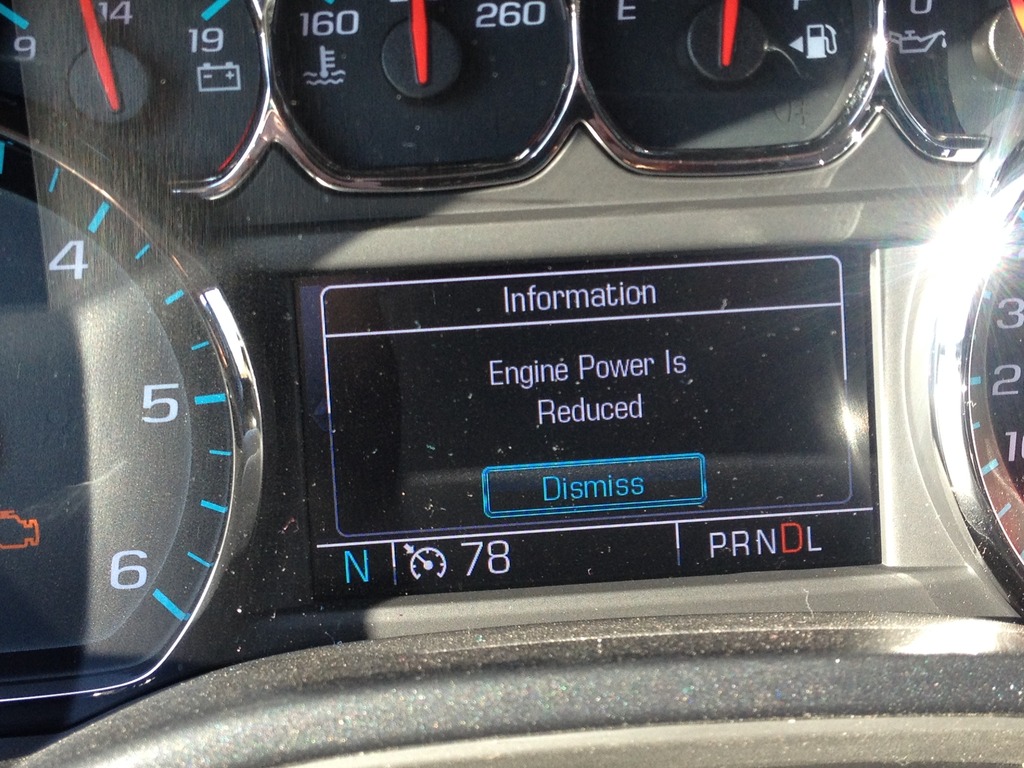 9 14 19 160 260 E
4
5
6
Information
Engine Power Is
Reduced
Dismiss
N 78 PRNDL